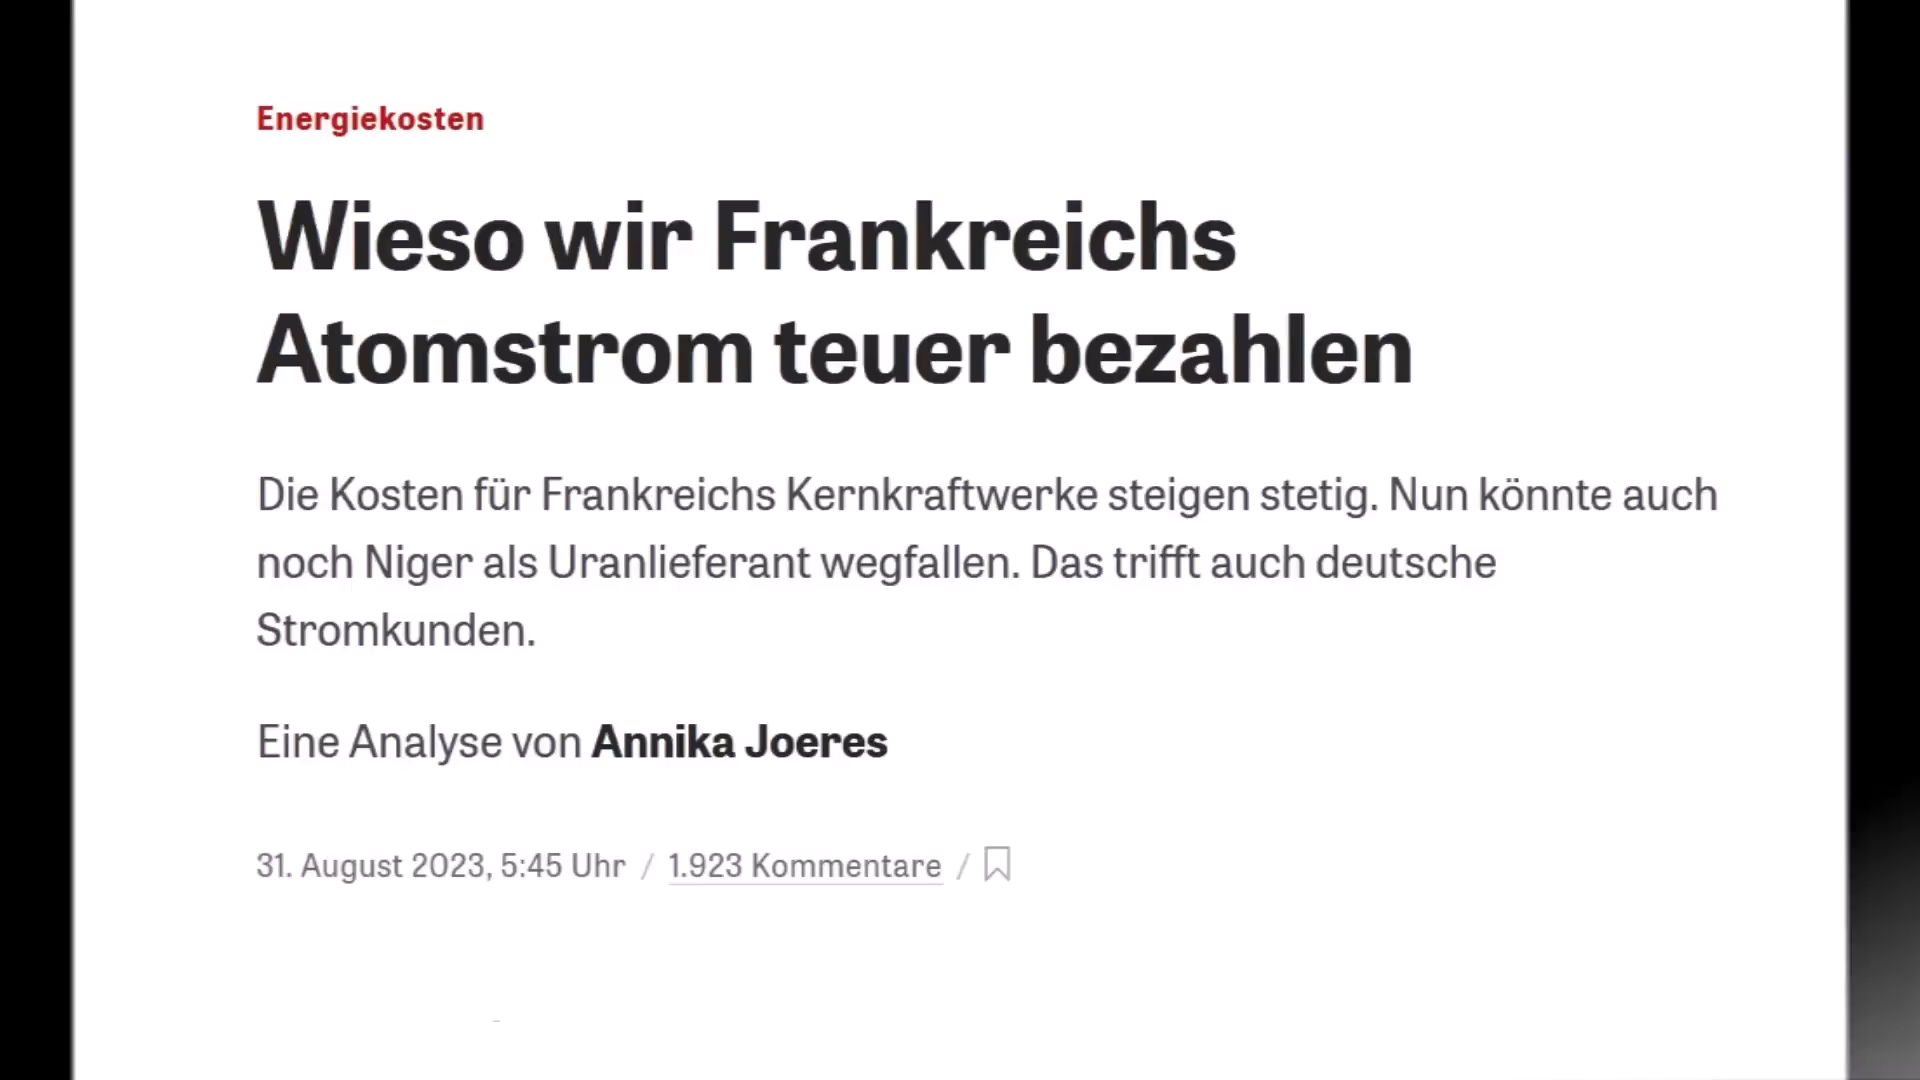 Energiekosten
Wieso wir Frankreichs
Atomstrom teuer bezahlen
Die Kosten für Frankreichs Kernkraftwerke steigen stetig. Nun könnte auch
noch Niger als Uranlieferant wegfallen. Das trifft auch deutsche
Stromkunden.
Eine Analyse von Annika Joeres
31. August 2023, 5:45 Uhr / 1.923 Kommentare /